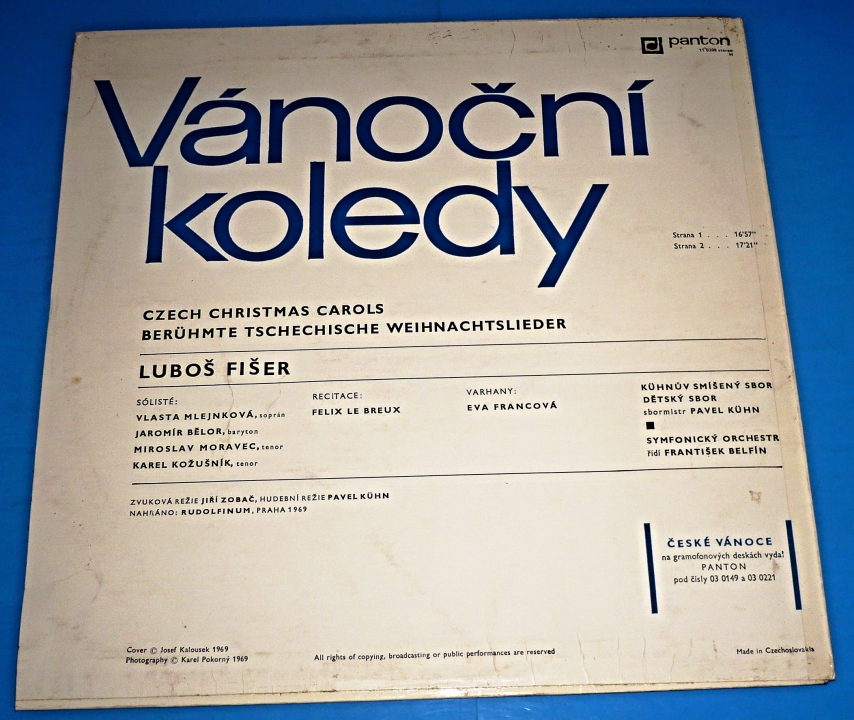 panton
Vánoční
koledy
Strana 1 . . . 16'57"
Strana 2 . . . 17'21"
CZECH CHRISTMAS CAROLS
BERÜHMTE TSCHECHISCHE WEIHNACHTSLIEDER
LUBOŠ FIŠER
SÓLISTÉ:
VLASTA MLEJNKOVÁ, soprán
JAROMÍR BĚLOR, baryton
MIROSLAV MORAVEC, tenor
KAREL KOŽUŠNÍK, tenor
RECITACE:
FELIX LE BREUX
VARHANY:
EVA FRANCOVÁ
KÜHNŮV SMÍŠENÝ SBOR
DĚTSKÝ SBOR
sbormistr PAVEL KÜHN
SYMFONICKÝ ORCHESTR
řídí FRANTIŠEK BELFÍN
ZVUKOVÁ REŽIE JIŘÍ ZOBAČ, HUDEBNÍ REŽIE PAVEL KÜHN
NAHRÁNO: RUDOLFINUM, PRAHA 1969
ČESKÉ VÁNOCE
na gramofonových deskách vydal
PANTON
pod čísly 03 0149 a 03 0221
Cover © Josef Kalousek 1969
Photography © Karel Pokorný 1969
All rights of copying, broadcasting or public performances are reserved
Made in Czechoslovakia